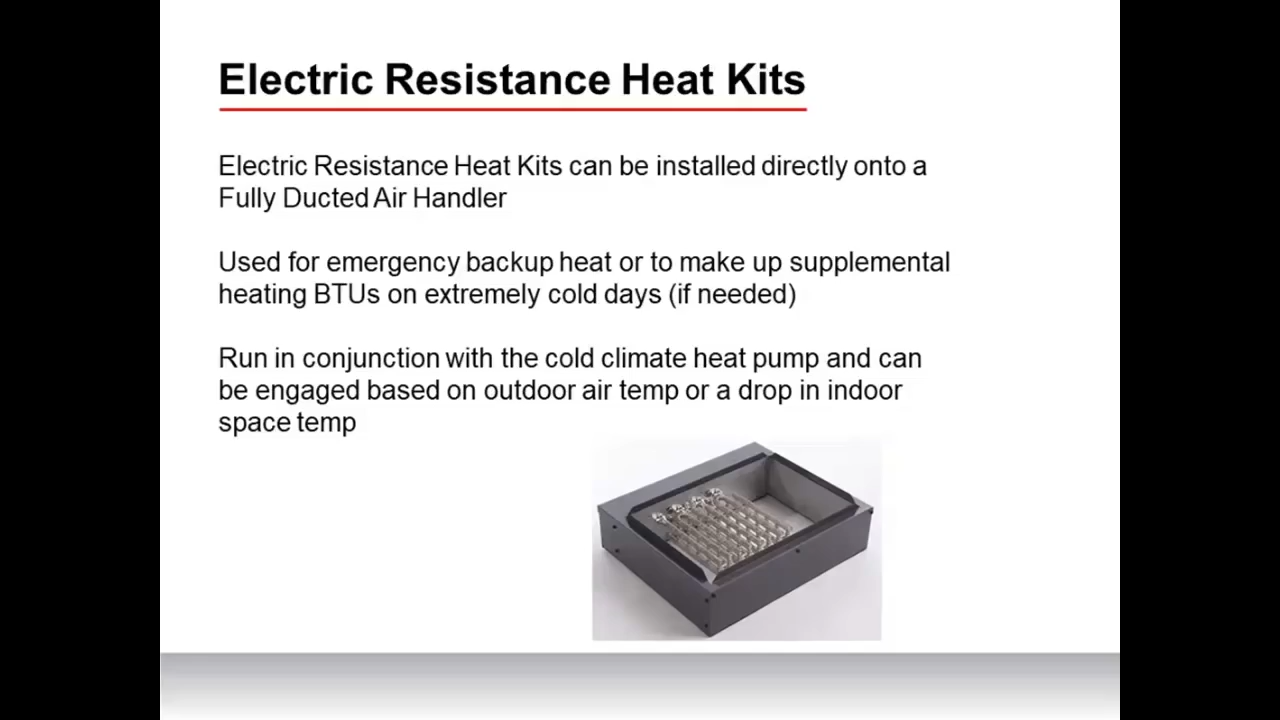 Electric Resistance Heat Kits
Electric Resistance Heat Kits can be installed directly onto a
Fully Ducted Air Handler
Used for emergency backup heat or to make up supplemental
heating BTUs on extremely cold days (if needed)
Run in conjunction with the cold climate heat pump and can
be engaged based on outdoor air temp or a drop in indoor
space temp